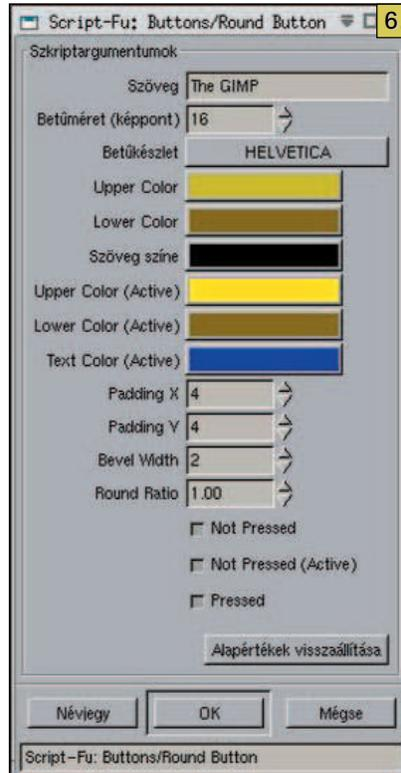 Script-Fu: Buttons/Round Button
6
Szkriptargumentumok
Szöveg The GIMP
Betűméret (képpont) 16
Betűkészlet HELVETICA
Upper Color
Lower Color
Szöveg színe
Upper Color (Active)
Lower Color (Active)
Text Color (Active)
Padding X 4
Padding Y 4
Bevel Width 2
Round Ratio 1.00
Not Pressed
Not Pressed (Active)
Pressed
Alapértékek visszaállítása
Névjegy OK Mégse
Script-Fu: Buttons/Round Button